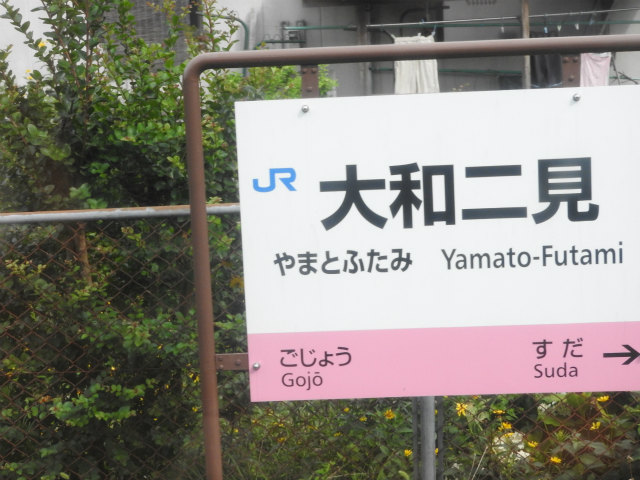 JR 大和二見
やまとふたみ Yamato-Futami
ごじょう すだ →
Gojō Suda